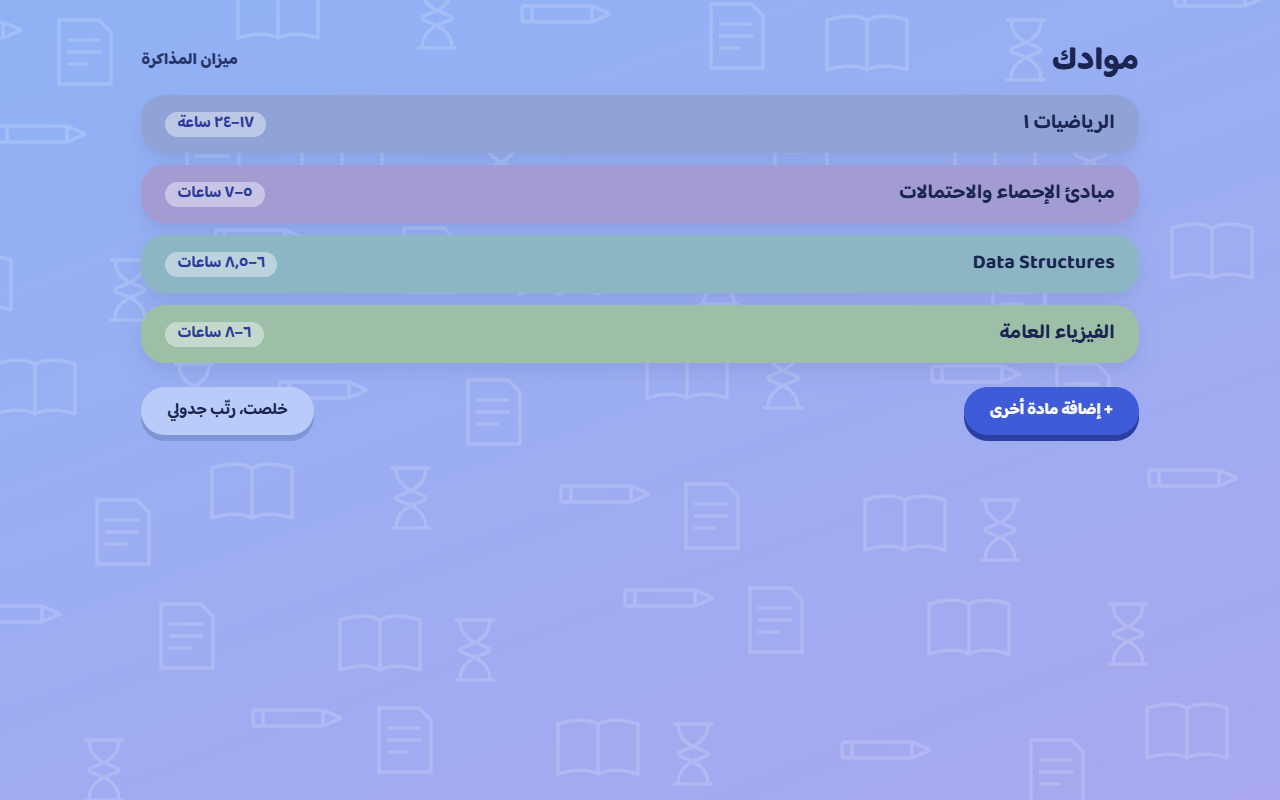 موادك
ميزان المذاكرة
الرياضيات ١
١٧–٢٤ ساعة
مبادئ الإحصاء والاحتمالات
٥–٧ ساعات
Data Structures
٦–٨,٥ ساعات
الفيزياء العامة
٦–٨ ساعات
+ إضافة مادة أخرى
خلصت، رتّب جدولي